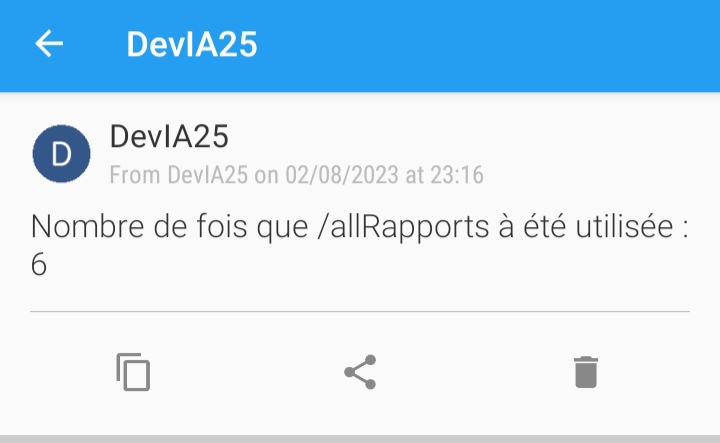 DevIA25
D
DevIA25
From DevIA25 on 02/08/2023 at 23:16
Nombre de fois que /allRapports à été utilisée :
6